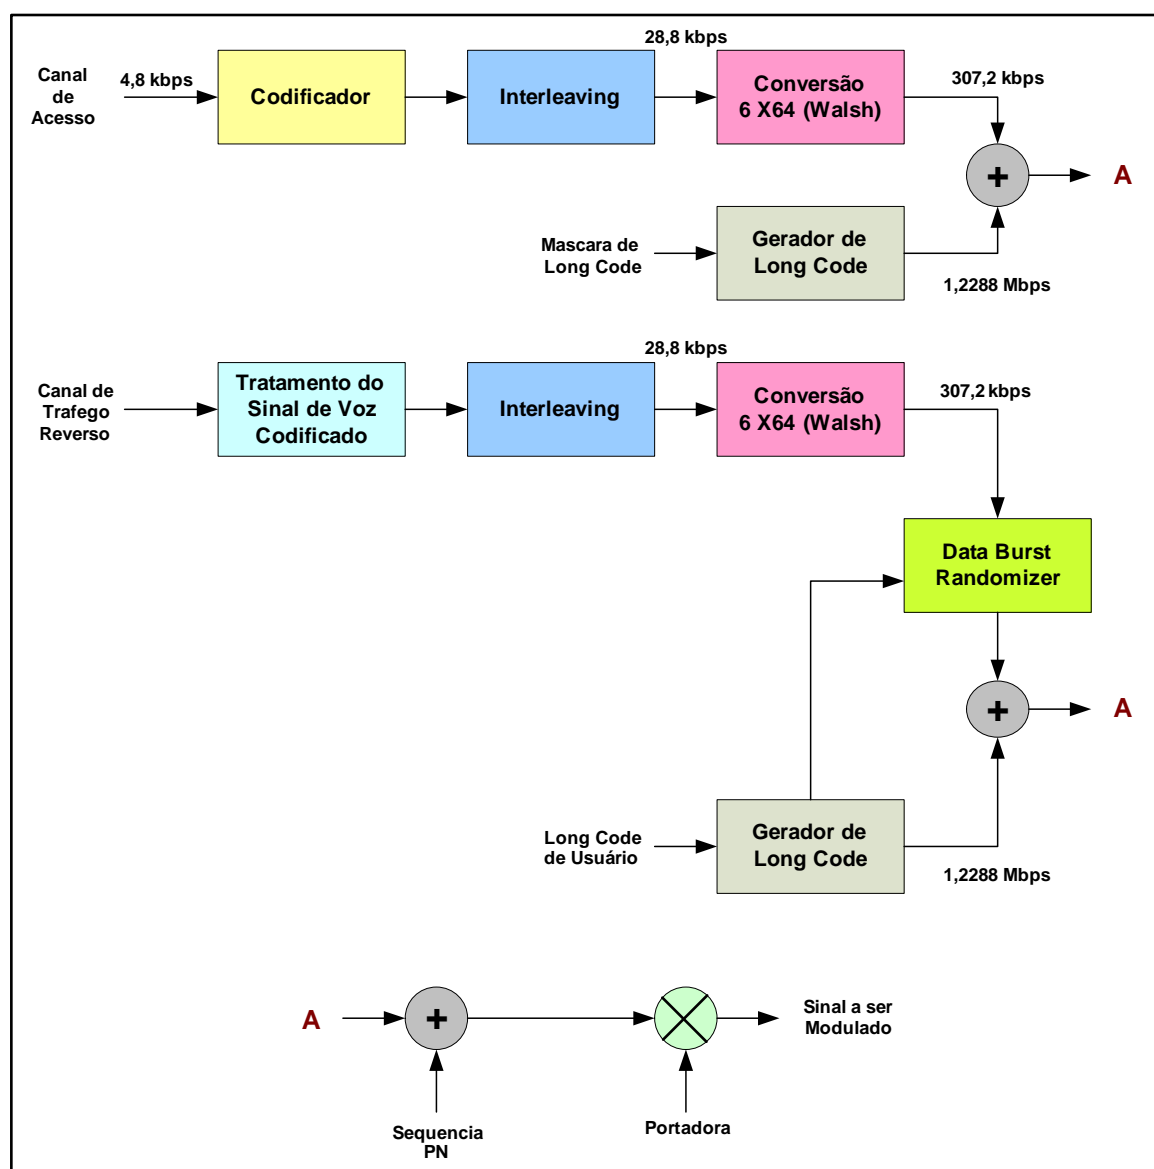 Canal
de
Acesso
4,8 kbps
Codificador
Interleaving
28,8 kbps
Conversão
6 X64 (Walsh)
307,2 kbps
+
A
Mascara de
Long Code
Gerador de
Long Code
1,2288 Mbps
Canal de
Trafego
Reverso
Tratamento do
Sinal de Voz
Codificado
Interleaving
28,8 kbps
Conversão
6 X64 (Walsh)
307,2 kbps
Data Burst
Randomizer
+
A
Long Code
de Usuário
Gerador de
Long Code
1,2288 Mbps
A
+
Sinal a ser
Modulado
Sequencia
PN
Portadora